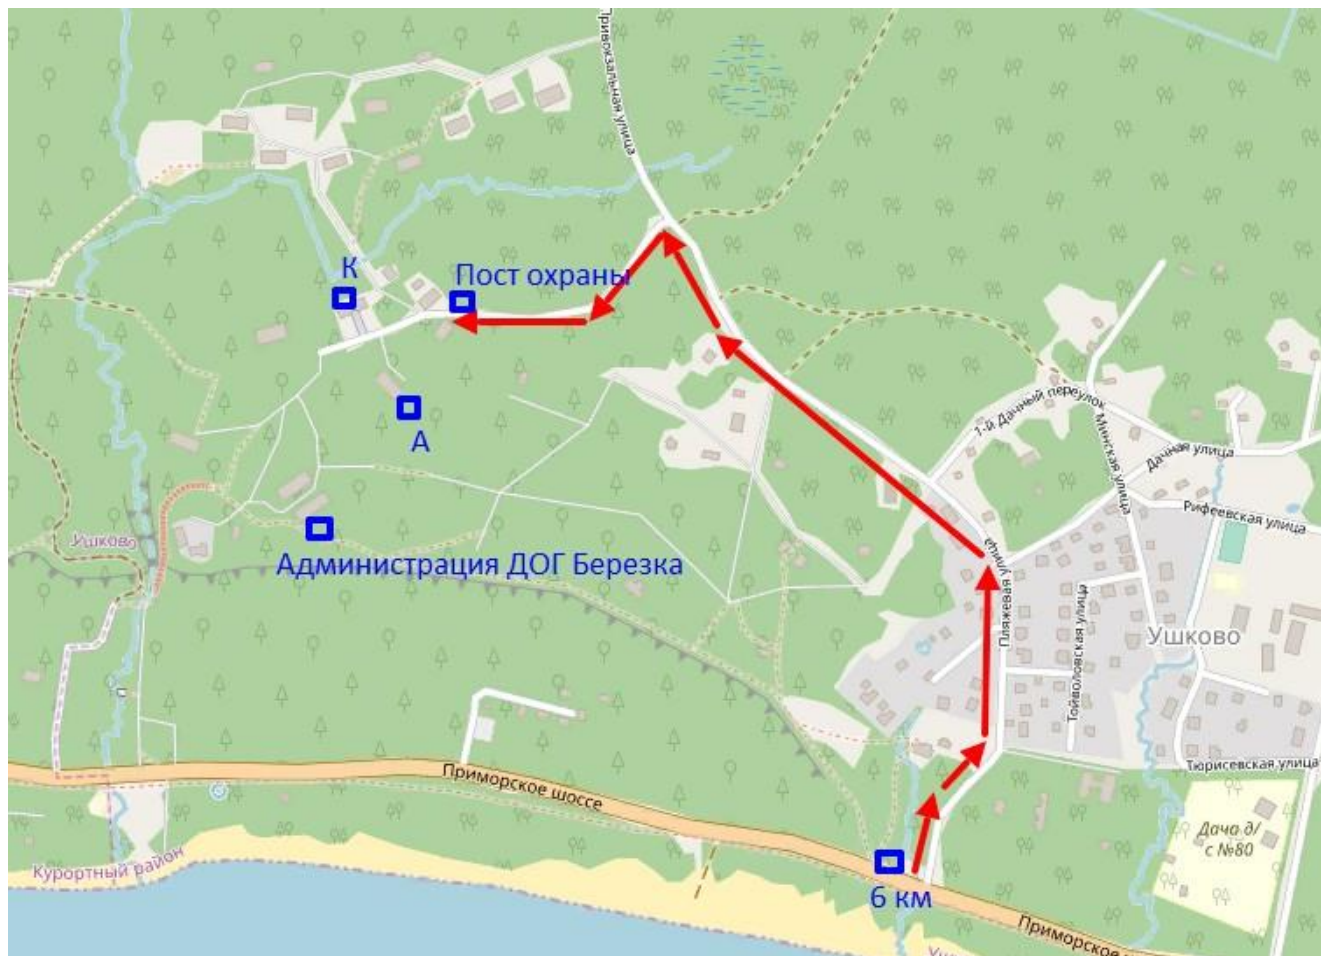 Привокзальная улица
К
Пост охраны
А
1-й Дачный переулок
Минская улица
Дачная улица
Рифеевская улица
Ушково
Администрация ДОГ Березка
Пляжевая улица
Тойволовская улица
Ушково
Тюрисевская улица
Приморское шоссе
Дача д/
с №80
Курортный район
6 км
Приморское